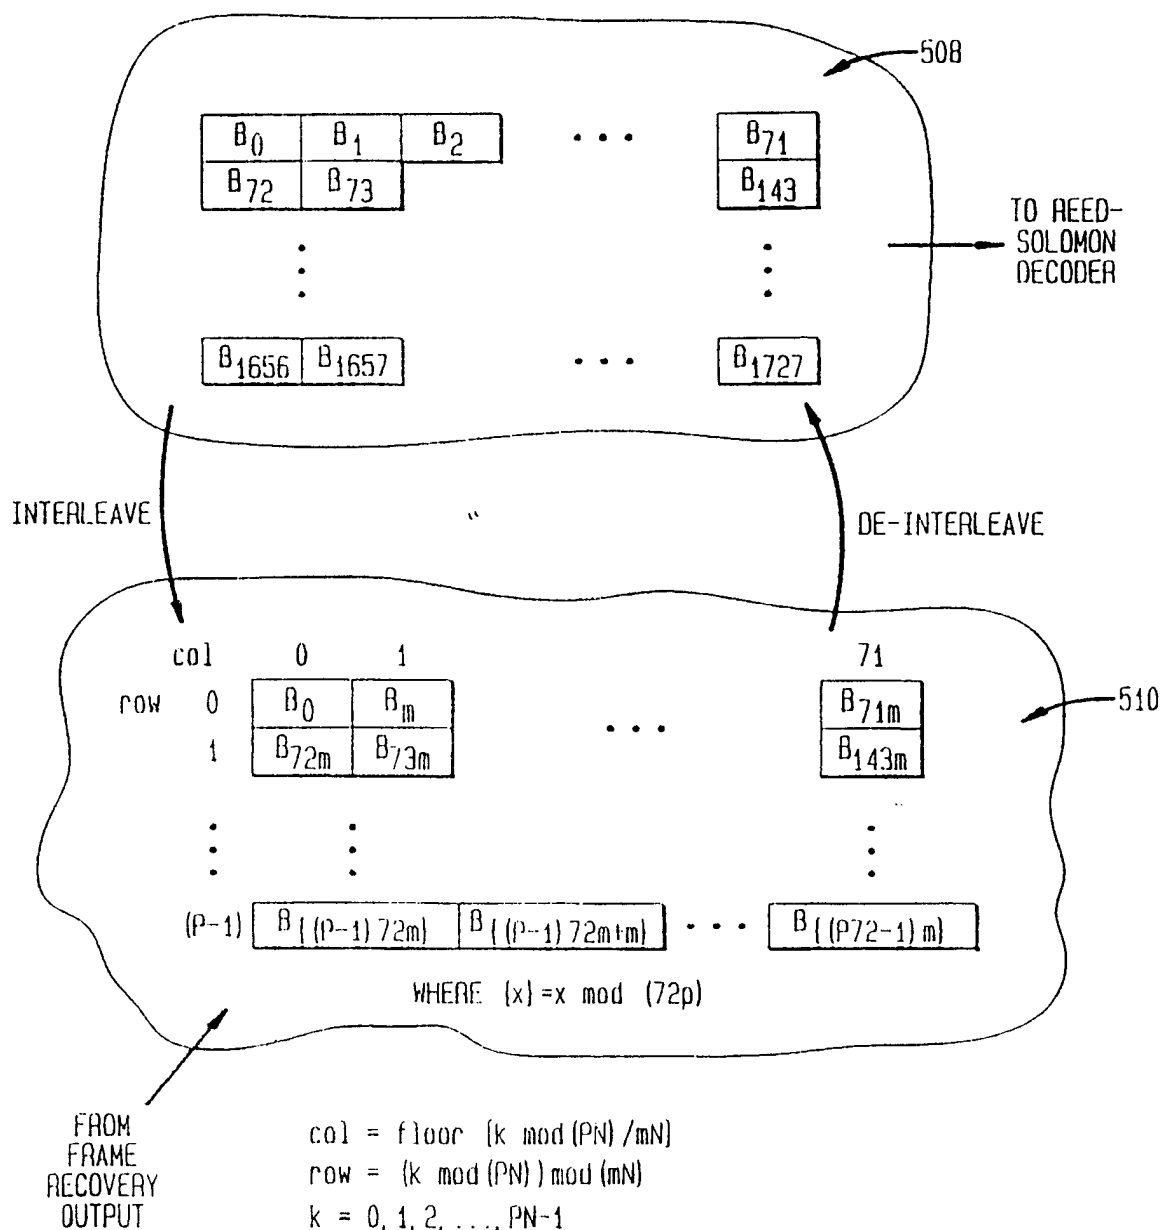 508
B0 B1 B2 ... B71
B72 B73 B143
TO REED-
SOLOMON
DECODER
B1656 B1657 ... B1727
INTERLEAVE
DE-INTERLEAVE
col 0 1 71
row 0 B0 Bm ... B71m
510
1 B72m B73m B143m
(P-1) B{(P-1)72m} B{(P-1)72m+m} ... B{(P72-1)m}
WHERE {x}=x mod (72p)
FROM
FRAME
RECOVERY
OUTPUT
col = floor [k mod(PN)/mN]
row = (k mod(PN))mod(mN)
k = 0, 1, 2, ..., PN-1